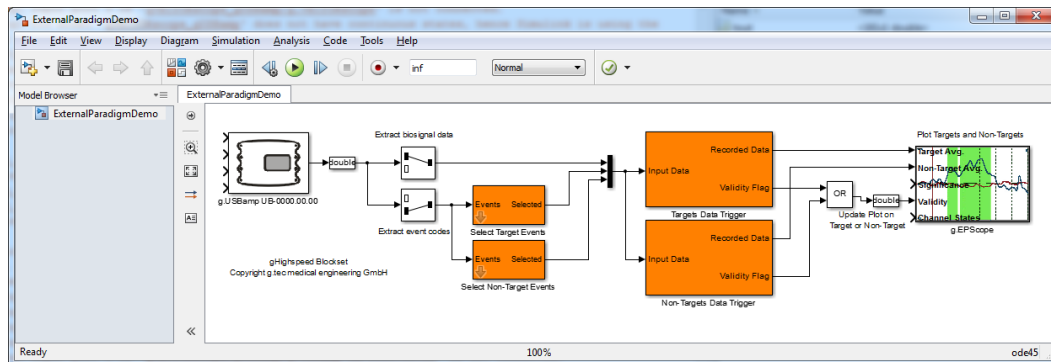 ExternalParadigmDemo
File Edit View Display Diagram Simulation Analysis Code Tools Help
inf
Normal
Model Browser
ExternalParadigmDemo
ExternalParadigmDemo
Extract biosignal data
Plot Targets and Non-Targets
double
g.USBamp UB-0000.00.00
Extract event codes
Events Selected
Select Target Events
Events Selected
Select Non-Target Events
Input Data
Recorded Data
Validity Flag
Targets Data Trigger
Input Data
Recorded Data
Validity Flag
Non-Targets Data Trigger
OR
double
Update Plot on
Target or Non-Target
Target Avg.
Non-Target Avg.
Significance
Validity
Channel States
g.EPScope
gHighspeed Blockset
Copyright g.tec medical engineering GmbH
Ready
100%
ode45